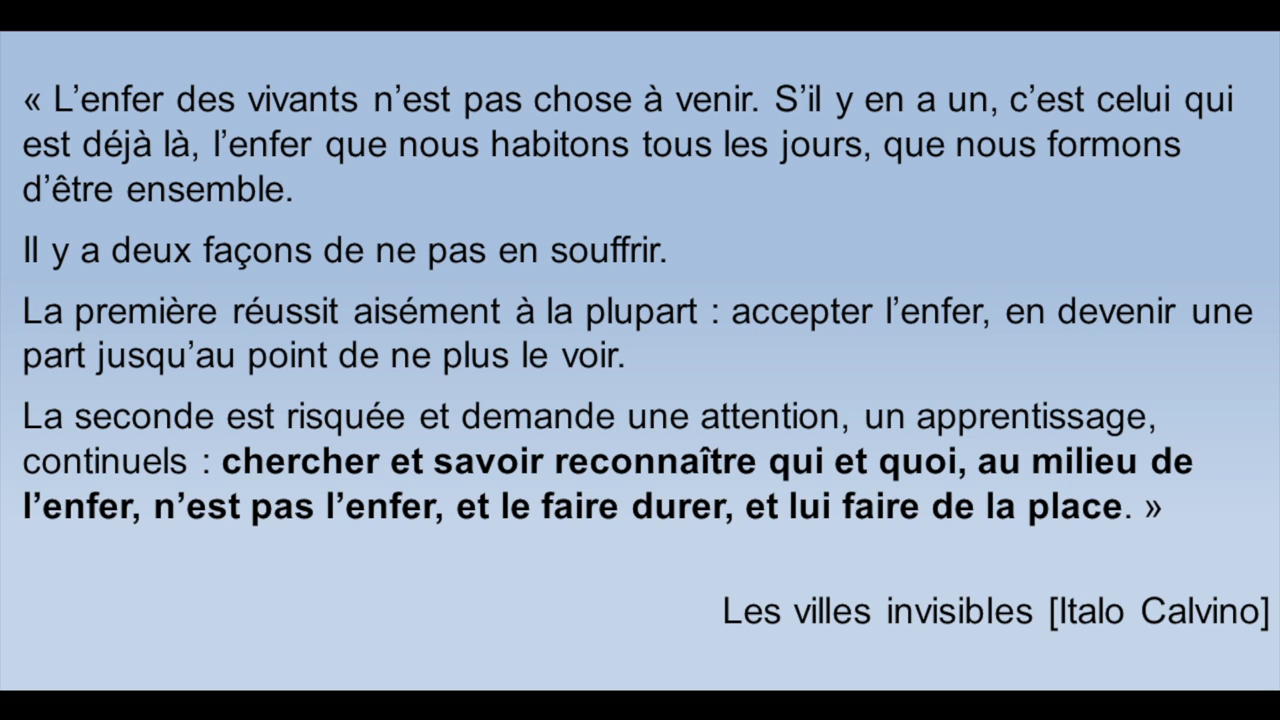 « L’enfer des vivants n’est pas chose à venir. S’il y en a un, c’est celui qui
est déjà là, l’enfer que nous habitons tous les jours, que nous formons
d’être ensemble.
Il y a deux façons de ne pas en souffrir.
La première réussit aisément à la plupart : accepter l’enfer, en devenir une
part jusqu’au point de ne plus le voir.
La seconde est risquée et demande une attention, un apprentissage,
continuels : chercher et savoir reconnaître qui et quoi, au milieu de
l’enfer, n’est pas l’enfer, et le faire durer, et lui faire de la place. »
Les villes invisibles [Italo Calvino]